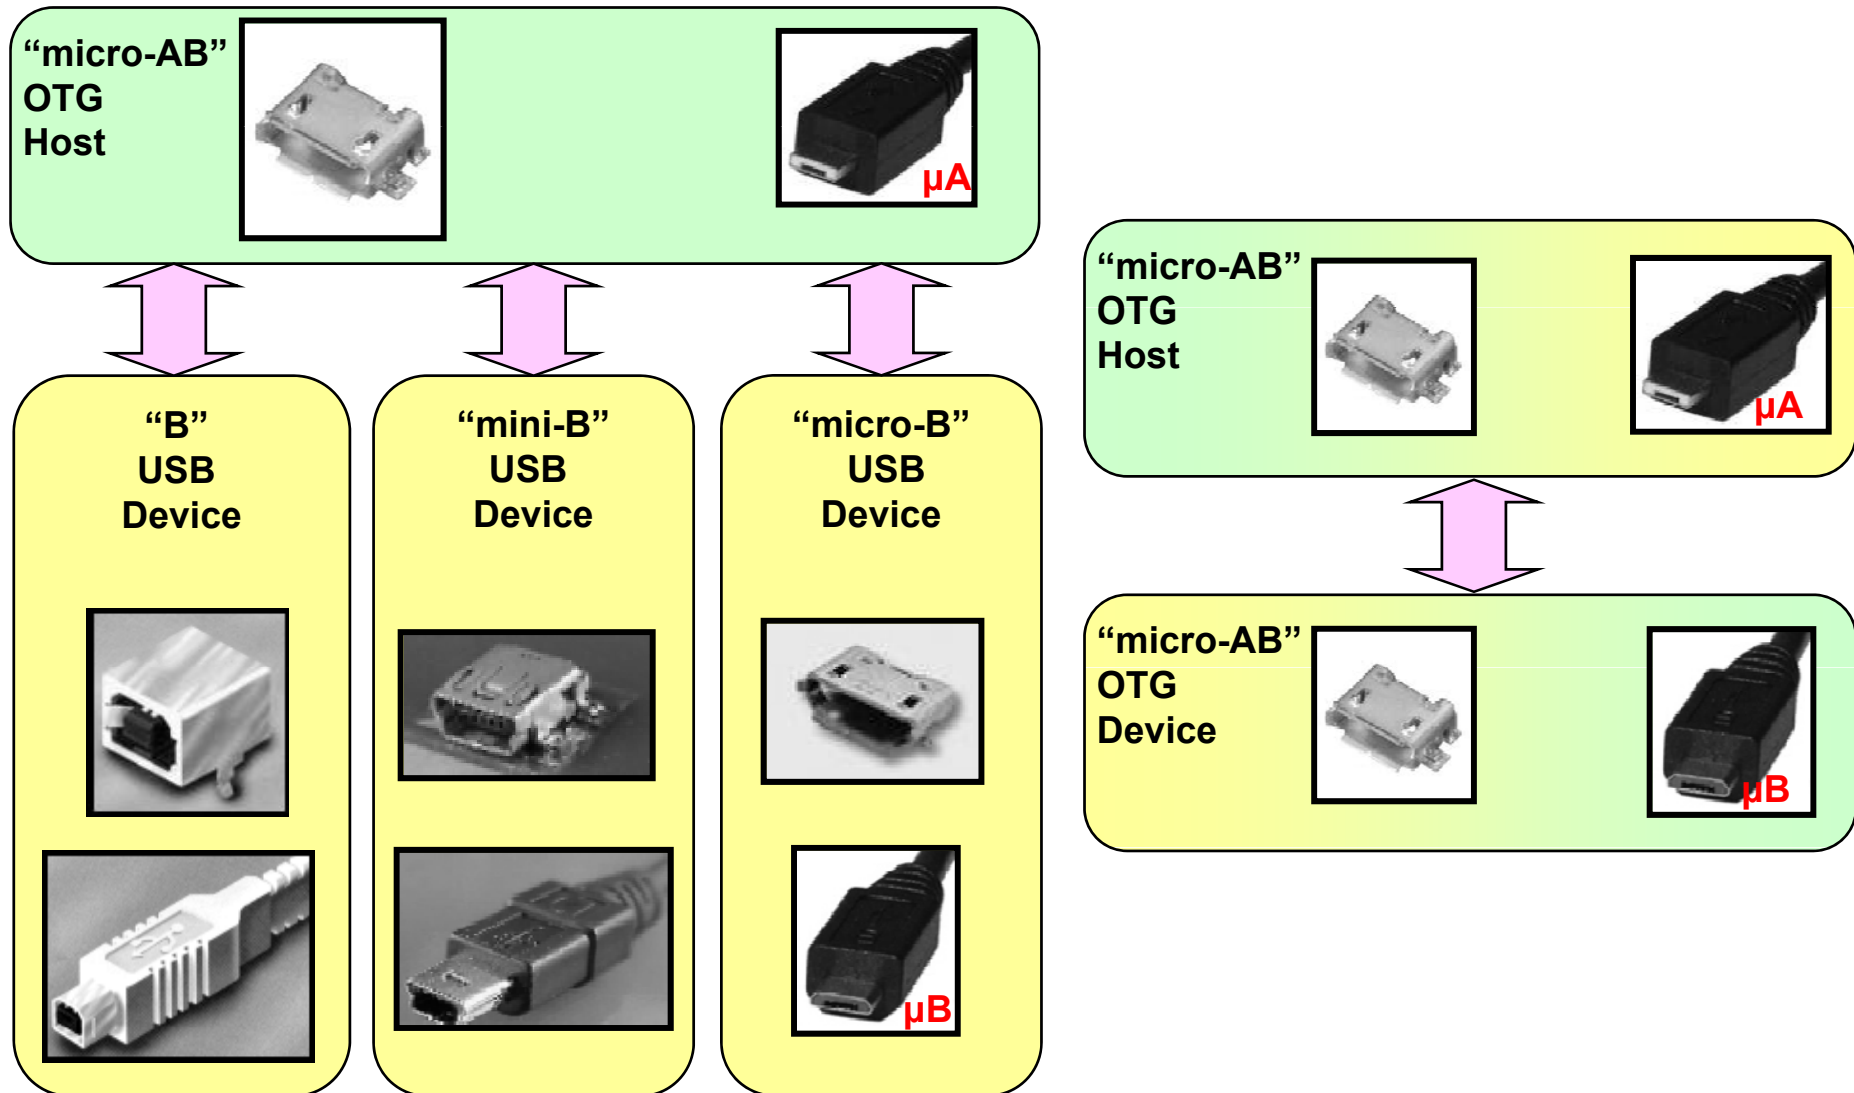 “micro-AB”
OTG
Host
µA
“B”
USB
Device
“mini-B”
USB
Device
“micro-B”
USB
Device
µB
“micro-AB”
OTG
Host
µA
“micro-AB”
OTG
Device
µB